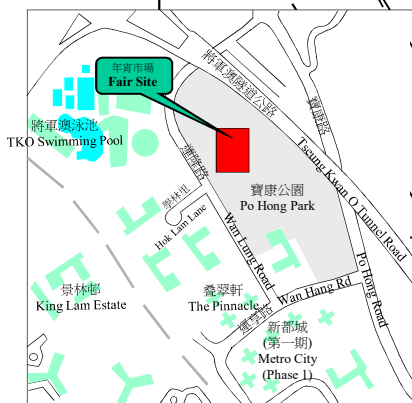 年宵市場
Fair Site
將軍澳隧道公路
寶康路
將軍澳泳池
TKO Swimming Pool
運隆路
學林里
寶康公園
Po Hong Park
Tseung Kwan O Tunnel Road
Hok Lam Lane
Wan Lung Road
Po Hong Road
景林邨
King Lam Estate
疊翠軒
The Pinnacle
Wan Hang Rd
運亨路
新都城
(第一期)
Metro City
(Phase 1)